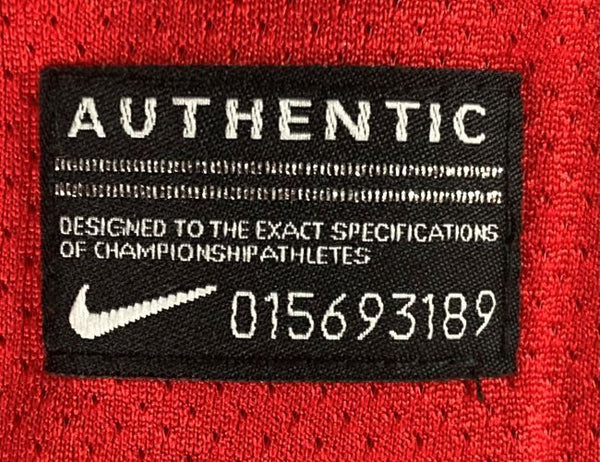 AUTHENTIC
DESIGNED TO THE EXACT SPECIFICATIONS
OF CHAMPIONSHIPATHLETES
015693189